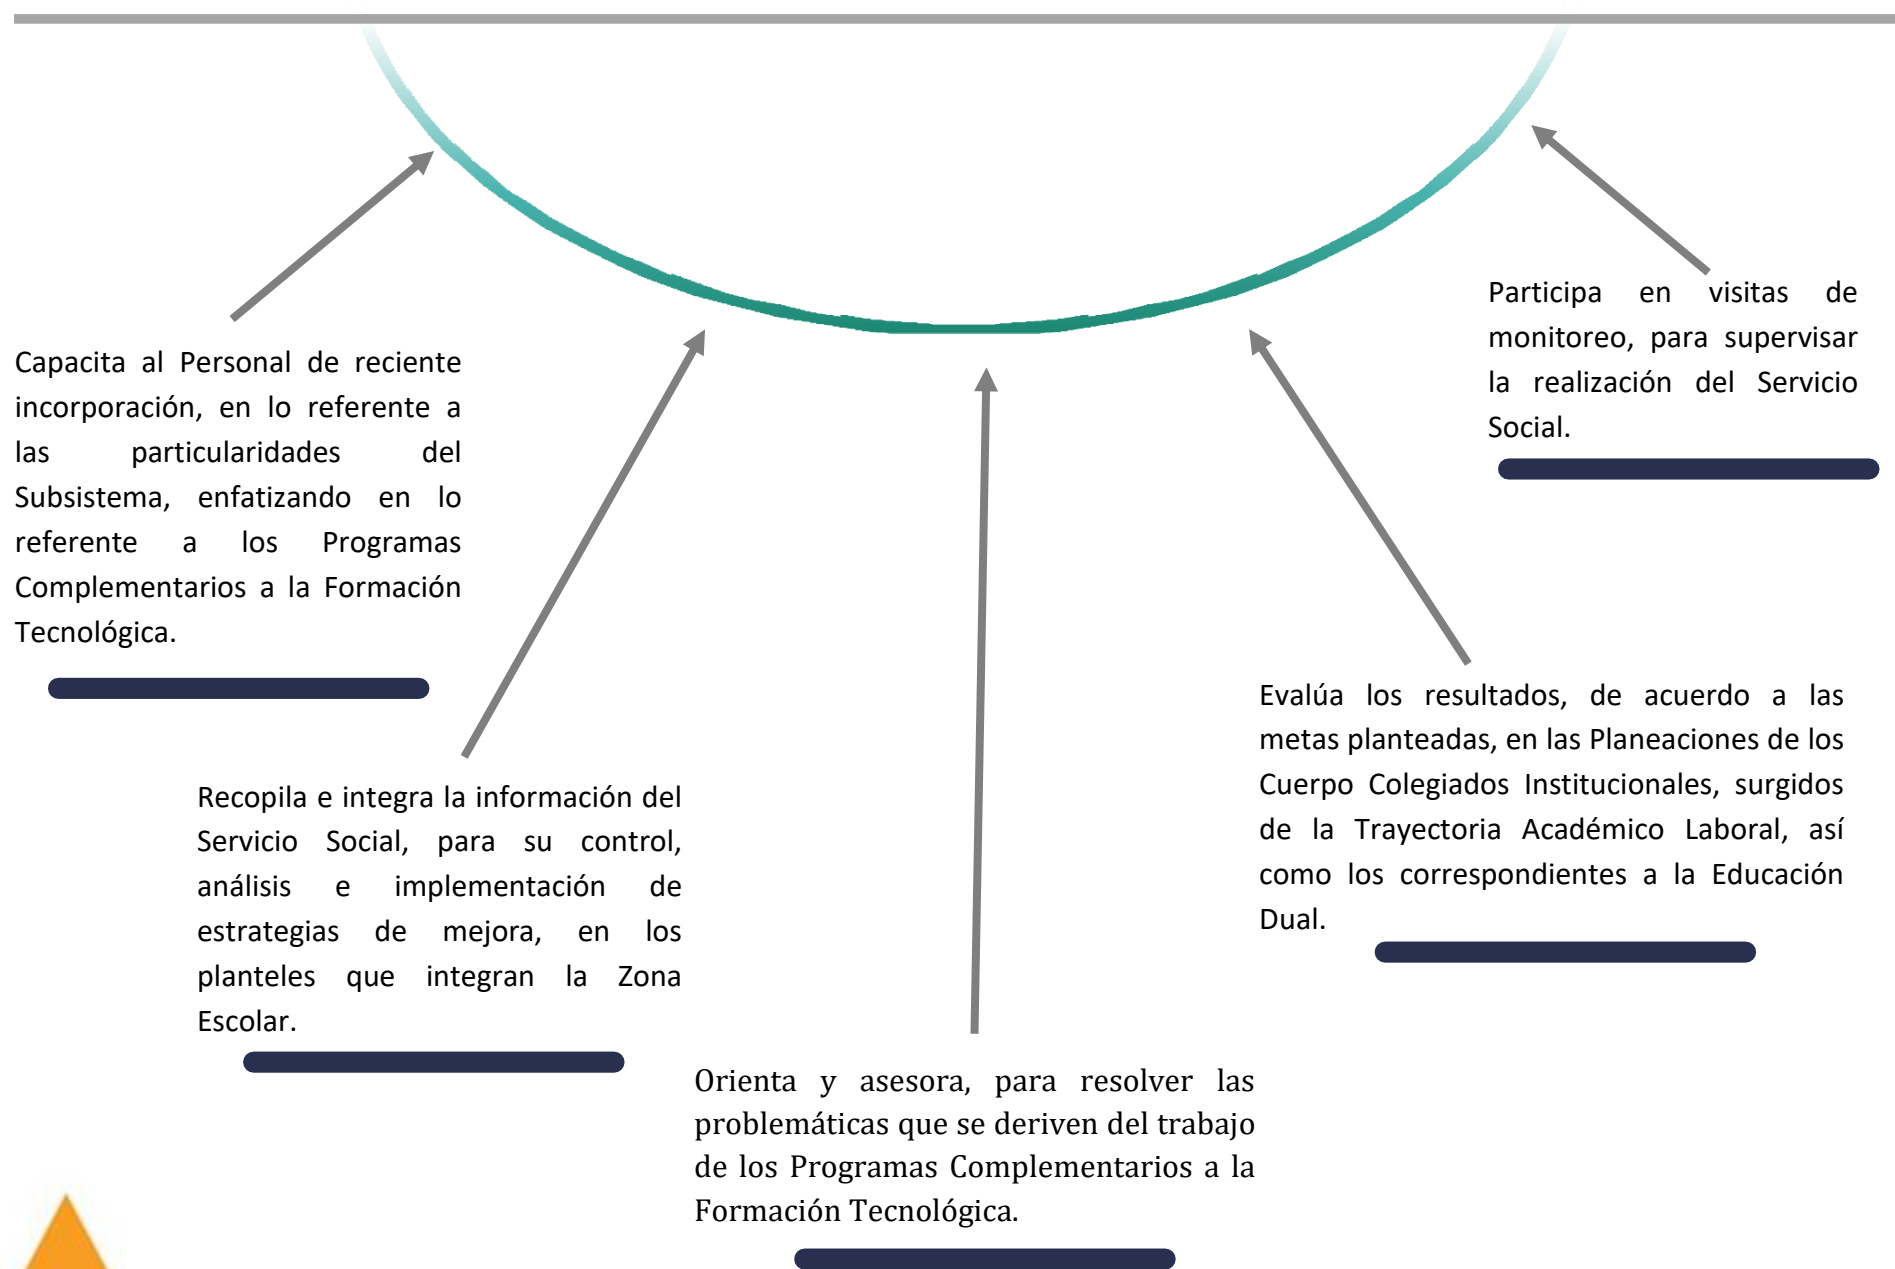 Capacita al Personal de reciente
incorporación, en lo referente a
las particularidades del
Subsistema, enfatizando en lo
referente a los Programas
Complementarios a la Formación
Tecnológica.
Recopila e integra la información del
Servicio Social, para su control,
análisis e implementación de
estrategias de mejora, en los
planteles que integran la Zona
Escolar.
Orienta y asesora, para resolver las
problemáticas que se deriven del trabajo
de los Programas Complementarios a la
Formación Tecnológica.
Evalúa los resultados, de acuerdo a las
metas planteadas, en las Planeaciones de los
Cuerpo Colegiados Institucionales, surgidos
de la Trayectoria Académico Laboral, así
como los correspondientes a la Educación
Dual.
Participa en visitas de
monitoreo, para supervisar
la realización del Servicio
Social.